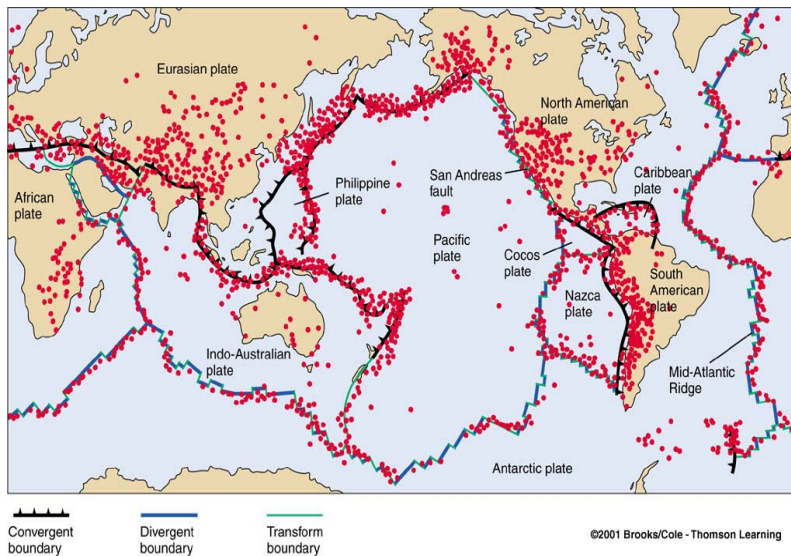 Eurasian plate
North American
plate
San Andreas
fault
Caribbean
plate
Philippine
plate
African
plate
Pacific
plate
Cocos
plate
South
American
plate
Nazca
plate
Indo-Australian
plate
Mid-Atlantic
Ridge
Antarctic plate
Convergent
boundary
Divergent
boundary
Transform
boundary
©2001 Brooks/Cole - Thomson Learning